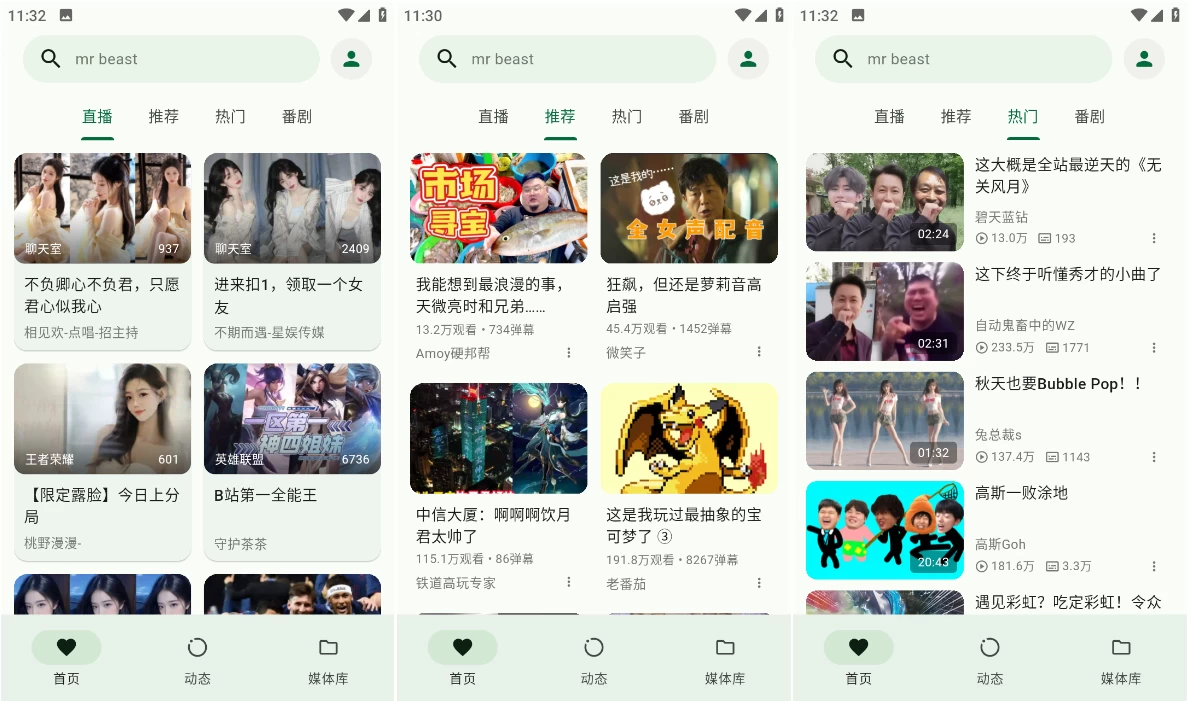 11:32
mr beast
直播 推荐 热门 番剧
聊天室 937
聊天室 2409
不负卿心不负君，只愿
君心似我心
相见欢-点唱-招主持
进来扣1，领取一个女
友
不期而遇-星娱传媒
王者荣耀 601
英雄联盟 6736
一区第一
神四姐妹
【限定露脸】今日上分
局
桃野漫漫-
B站第一全能王
守护茶茶
首页 动态 媒体库
11:30
mr beast
直播 推荐 热门 番剧
市场
寻宝
这是我的……
全女声配音
我能想到最浪漫的事，
天微亮时和兄弟……
13.2万观看・734弹幕
Amoy硬邦帮
狂飙，但还是萝莉音高
启强
45.4万观看・1452弹幕
微笑子
中信大厦：啊啊啊饮月
君太帅了
115.1万观看・86弹幕
铁道高玩专家
这是我玩过最抽象的宝
可梦了 ③
191.8万观看・8267弹幕
老番茄
首页 动态 媒体库
11:32
mr beast
直播 推荐 热门 番剧
02:24
这大概是全站最逆天的《无
关风月》
碧天蓝钻
13.0万 193
02:31
这下终于听懂秀才的小曲了
自动鬼畜中的WZ
233.5万 1771
01:32
秋天也要Bubble Pop！！
兔总裁s
137.4万 1143
20:43
高斯一败涂地
高斯Goh
181.6万 3.3万
遇见彩虹？吃定彩虹！令众
首页 动态 媒体库